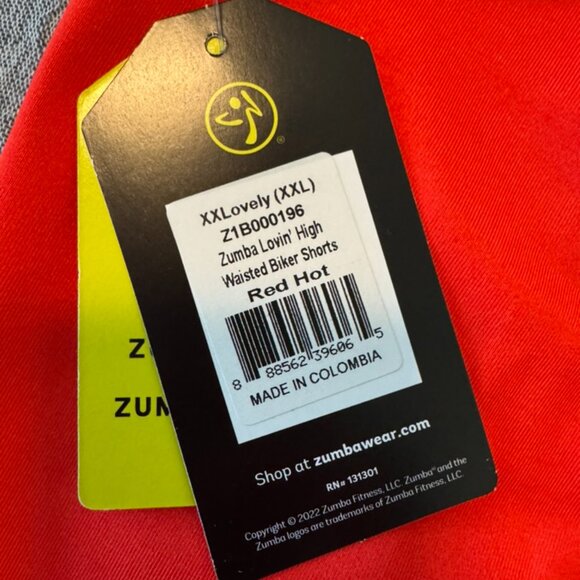 XXLovely (XXL)
Z1B000196
Zumba Lovin' High
Waisted Biker Shorts
Red Hot
8 88562 39606 5
MADE IN COLOMBIA
Shop at zumbawear.com
RN# 131301
Copyright © 2022 Zumba Fitness, LLC. Zumba® and the
Zumba logos are trademarks of Zumba Fitness, LLC.
®
Z
ZUM